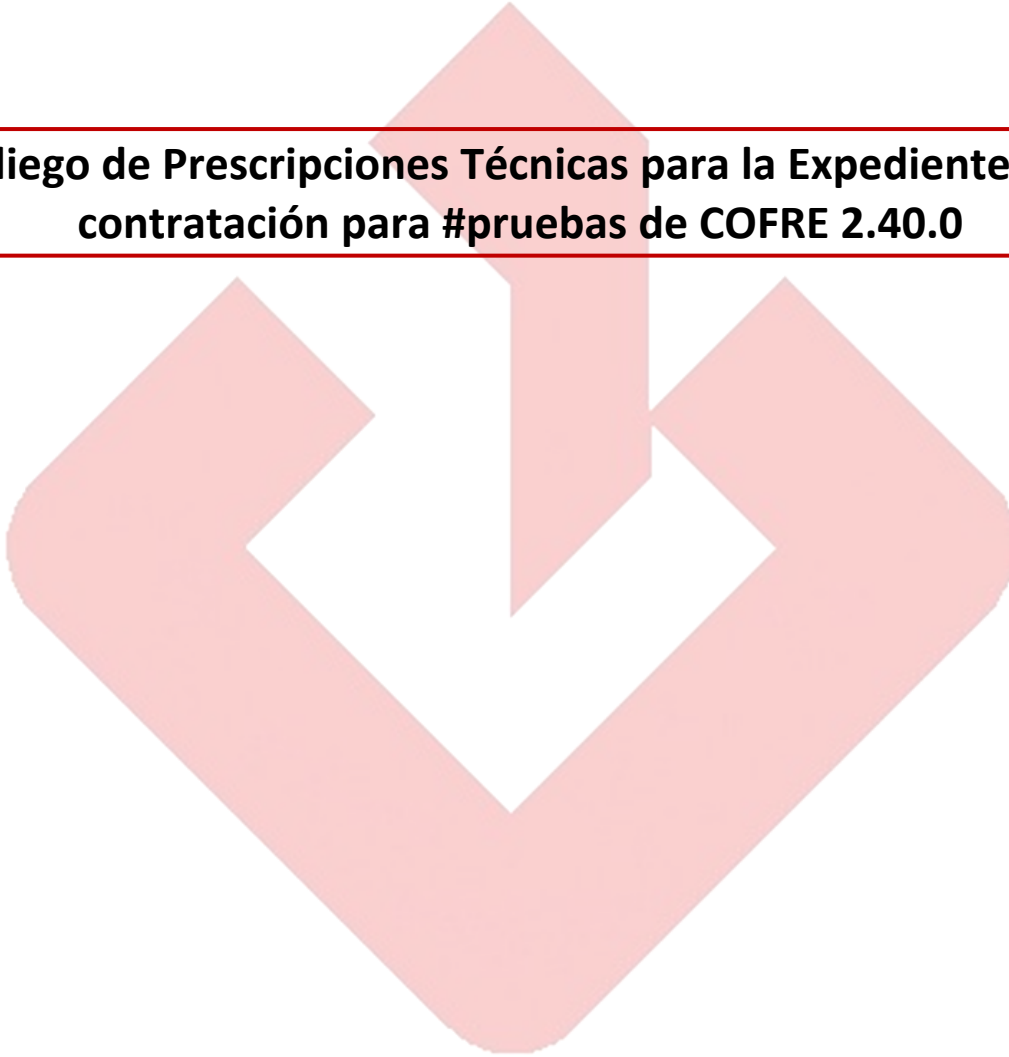 liego de Prescripciones Técnicas para la Expediente
contratación para #pruebas de COFRE 2.40.0